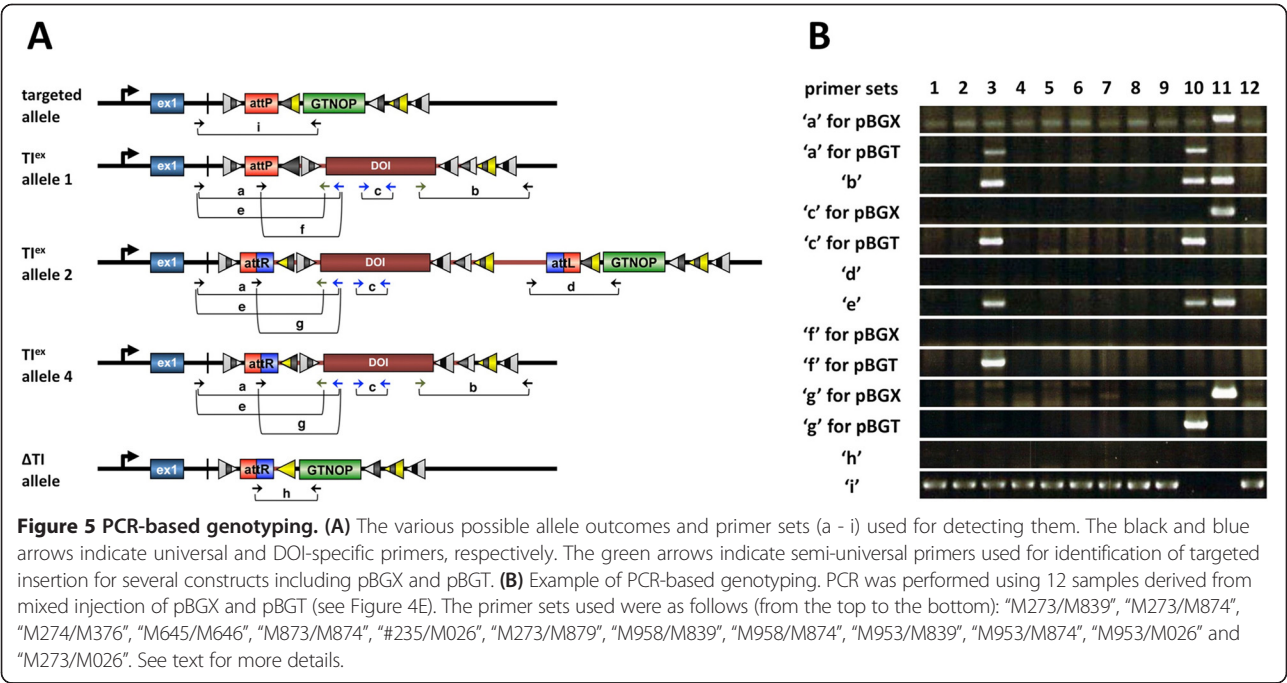 A
targeted
allele
ex1
attP
GTNOP
i
TIex
allele 1
ex1
attP
DOI
a
c
b
e
f
TIex
allele 2
ex1
attR
DOI
attL
GTNOP
a
c
d
e
g
TIex
allele 4
ex1
attR
DOI
a
c
b
e
g
ΔTI
allele
ex1
attR
GTNOP
h
B
primer sets 1 2 3 4 5 6 7 8 9 10 11 12
‘a’ for pBGX
‘a’ for pBGT
‘b’
‘c’ for pBGX
‘c’ for pBGT
‘d’
‘e’
‘f’ for pBGX
‘f’ for pBGT
‘g’ for pBGX
‘g’ for pBGT
‘h’
‘i’
Figure 5 PCR-based genotyping. (A) The various possible allele outcomes and primer sets (a - i) used for detecting them. The black and blue
arrows indicate universal and DOI-specific primers, respectively. The green arrows indicate semi-universal primers used for identification of targeted
insertion for several constructs including pBGX and pBGT. (B) Example of PCR-based genotyping. PCR was performed using 12 samples derived from
mixed injection of pBGX and pBGT (see Figure 4E). The primer sets used were as follows (from the top to the bottom): “M273/M839”, “M273/M874”,
“M274/M376”, “M645/M646”, “M873/M874”, “#235/M026”, “M273/M879”, “M958/M839”, “M958/M874”, “M953/M839”, “M953/M874”, “M953/M026” and
“M273/M026”. See text for more details.